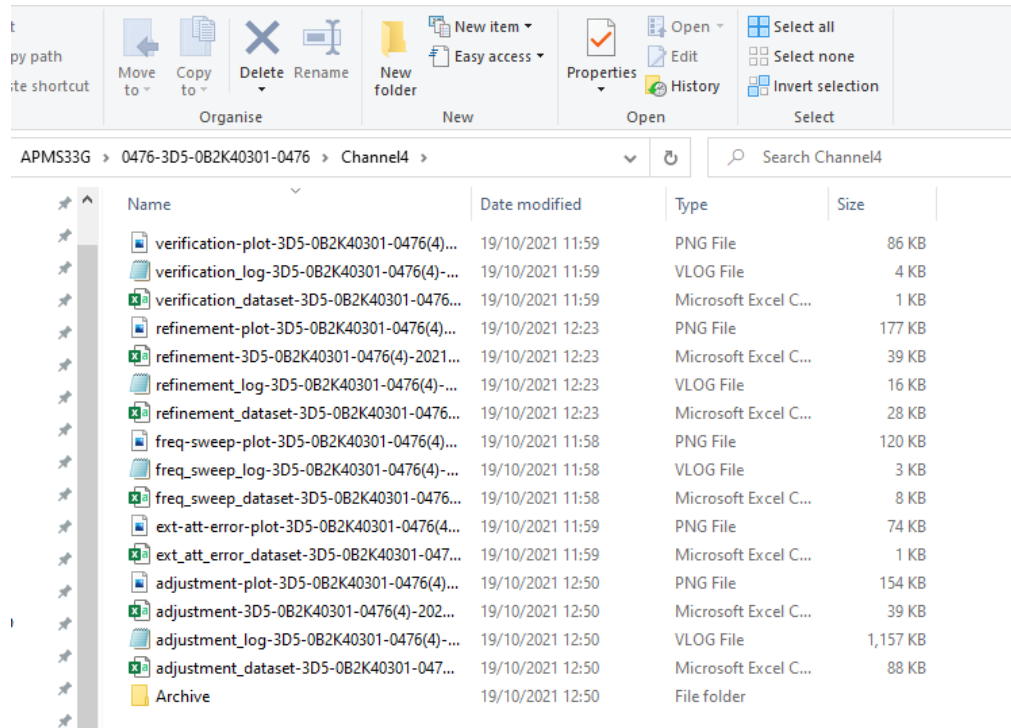 t
py path
ste shortcut
Move to
Copy to
Delete
Rename
Organise
New folder
New item
Easy access
New
Properties
Open
Edit
History
Open
Select all
Select none
Invert selection
Select
APMS33G > 0476-3D5-0B2K40301-0476 > Channel4 >
Search Channel4
Name Date modified Type Size
verification-plot-3D5-0B2K40301-0476(4)... 19/10/2021 11:59 PNG File 86 KB
verification_log-3D5-0B2K40301-0476(4)-... 19/10/2021 11:59 VLOG File 4 KB
verification_dataset-3D5-0B2K40301-0476... 19/10/2021 11:59 Microsoft Excel C... 1 KB
refinement-plot-3D5-0B2K40301-0476(4)... 19/10/2021 12:23 PNG File 177 KB
refinement-3D5-0B2K40301-0476(4)-2021... 19/10/2021 12:23 Microsoft Excel C... 39 KB
refinement_log-3D5-0B2K40301-0476(4)-... 19/10/2021 12:23 VLOG File 16 KB
refinement_dataset-3D5-0B2K40301-0476... 19/10/2021 12:23 Microsoft Excel C... 28 KB
freq-sweep-plot-3D5-0B2K40301-0476(4)... 19/10/2021 11:58 PNG File 120 KB
freq_sweep_log-3D5-0B2K40301-0476(4)-... 19/10/2021 11:58 VLOG File 3 KB
freq_sweep_dataset-3D5-0B2K40301-0476... 19/10/2021 11:58 Microsoft Excel C... 8 KB
ext-att-error-plot-3D5-0B2K40301-0476(4... 19/10/2021 11:59 PNG File 74 KB
ext_att_error_dataset-3D5-0B2K40301-047... 19/10/2021 11:59 Microsoft Excel C... 1 KB
adjustment-plot-3D5-0B2K40301-0476(4)... 19/10/2021 12:50 PNG File 154 KB
adjustment-3D5-0B2K40301-0476(4)-202... 19/10/2021 12:50 Microsoft Excel C... 39 KB
adjustment_log-3D5-0B2K40301-0476(4)-... 19/10/2021 12:50 VLOG File 1,157 KB
adjustment_dataset-3D5-0B2K40301-047... 19/10/2021 12:50 Microsoft Excel C... 88 KB
Archive 19/10/2021 12:50 File folder